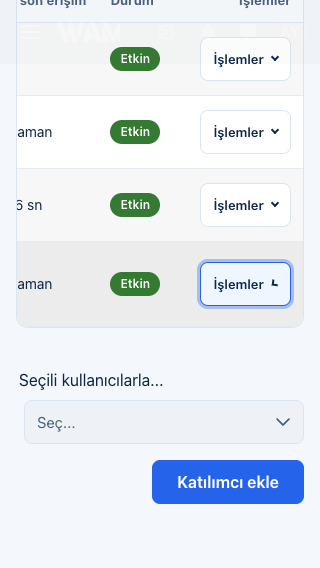 son erişim Durum İşlemler
WAM
Etkin İşlemler
aman Etkin İşlemler
6 sn Etkin İşlemler
aman Etkin İşlemler
Seçili kullanıcılarla...
Seç...
Katılımcı ekle